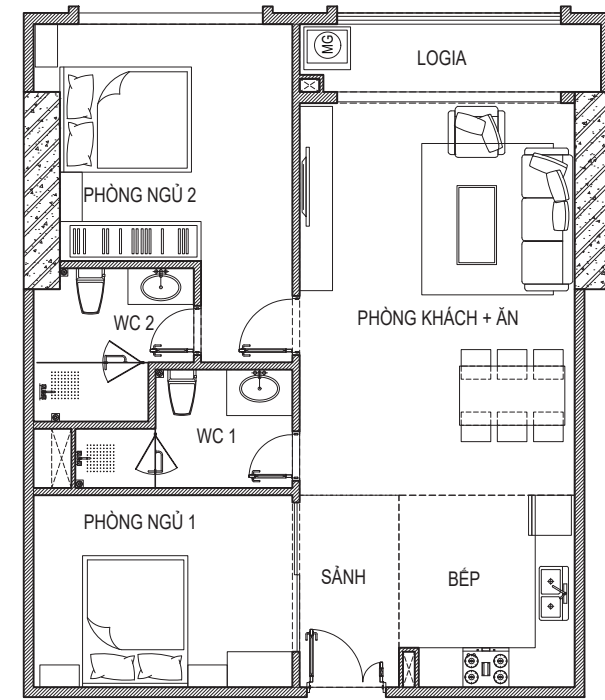 MG
LOGIA
PHÒNG NGỦ 2
WC 2
PHÒNG KHÁCH + ĂN
WC 1
PHÒNG NGỦ 1
SẢNH
BẾP